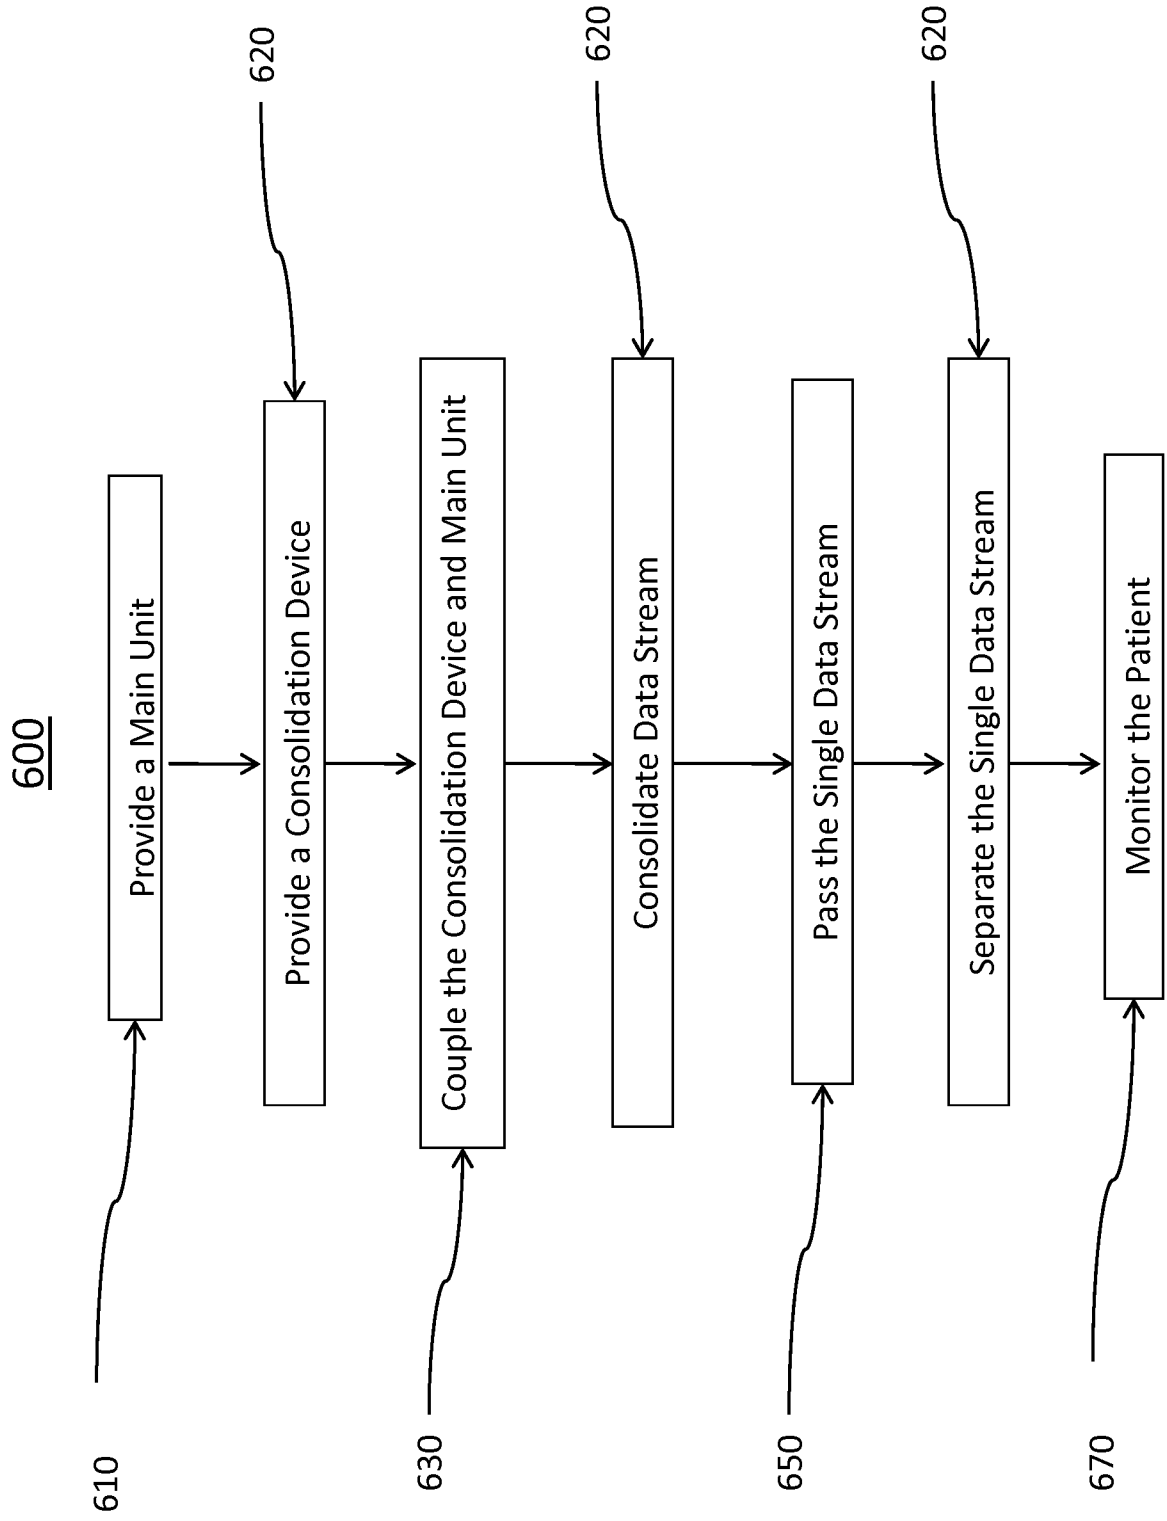 600
610
Provide a Main Unit
620
Provide a Consolidation Device
630
Couple the Consolidation Device and Main Unit
620
Consolidate Data Stream
650
Pass the Single Data Stream
620
Separate the Single Data Stream
670
Monitor the Patient